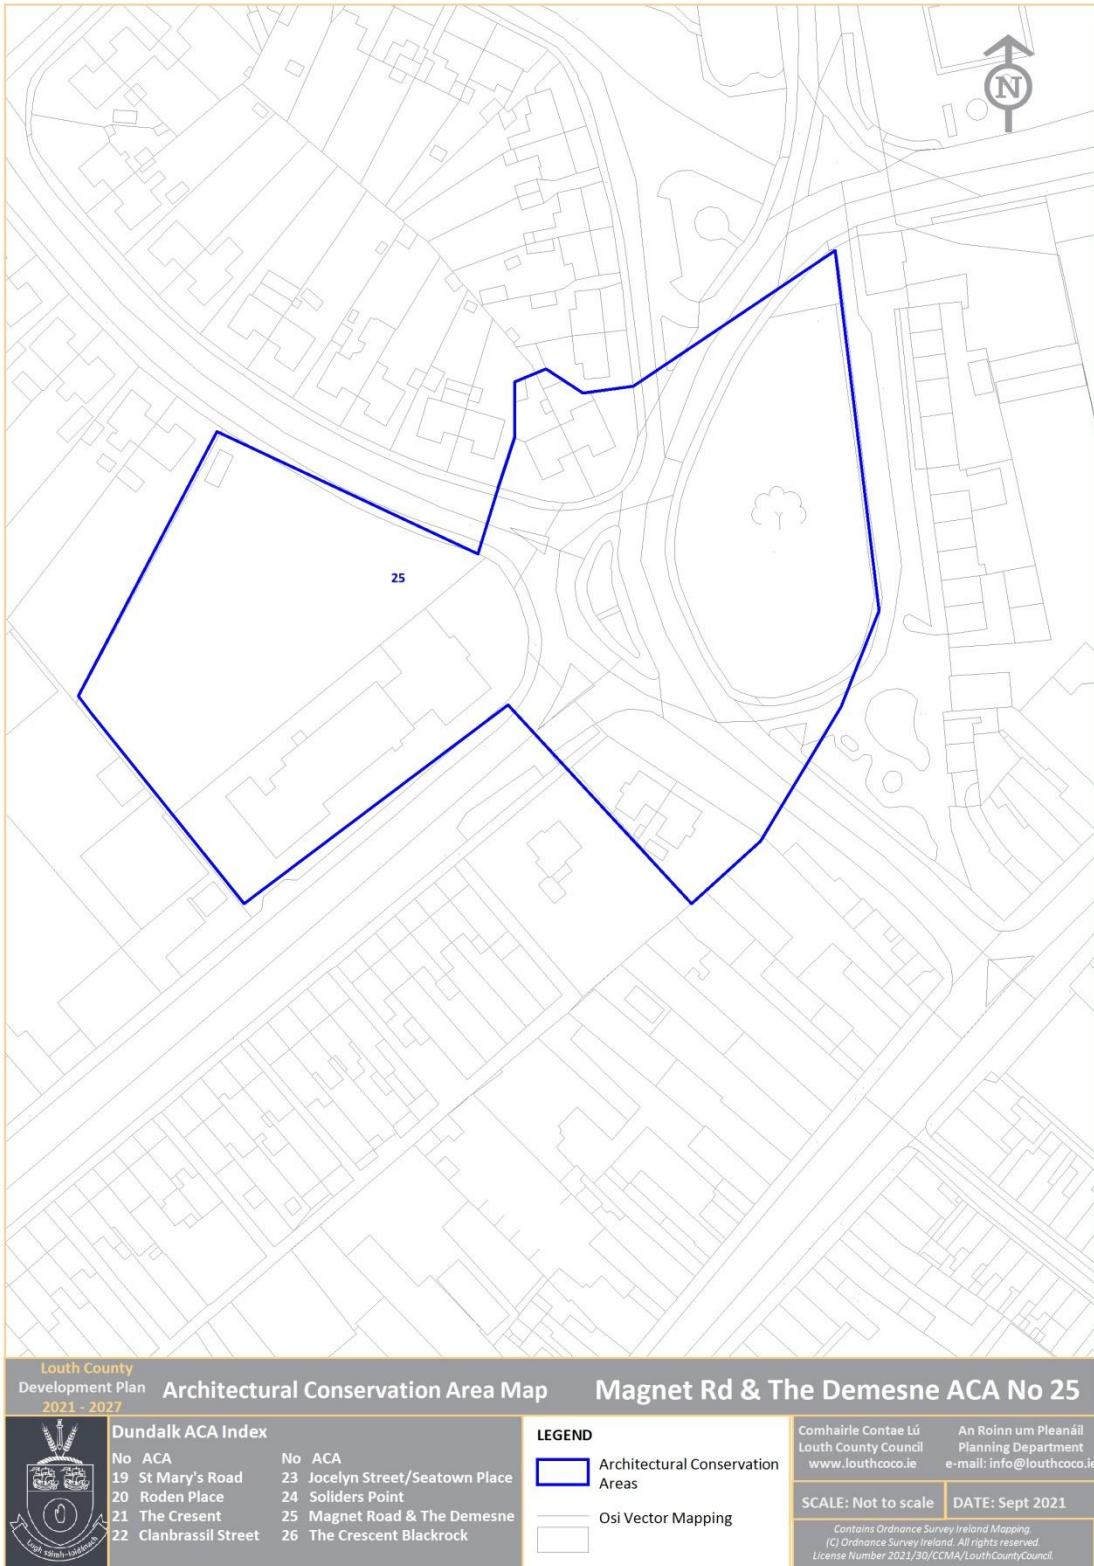 N
25
Louth County
Development Plan
2021 - 2027
Architectural Conservation Area Map
Magnet Rd & The Demesne ACA No 25
Dundalk ACA Index
No ACA
19 St Mary's Road
20 Roden Place
21 The Cresent
22 Clanbrassil Street
No ACA
23 Jocelyn Street/Seatown Place
24 Soliders Point
25 Magnet Road & The Demesne
26 The Crescent Blackrock
LEGEND
Architectural Conservation
Areas
Osi Vector Mapping
Comhairle Contae Lú
Louth County Council
www.louthcoco.ie
An Roinn um Pleanáil
Planning Department
e-mail: info@louthcoco.ie
SCALE: Not to scale
DATE: Sept 2021
Contains Ordnance Survey Ireland Mapping.
(C) Ordnance Survey Ireland. All rights reserved.
License Number 2021/30/CCMA/LouthCountyCouncil.